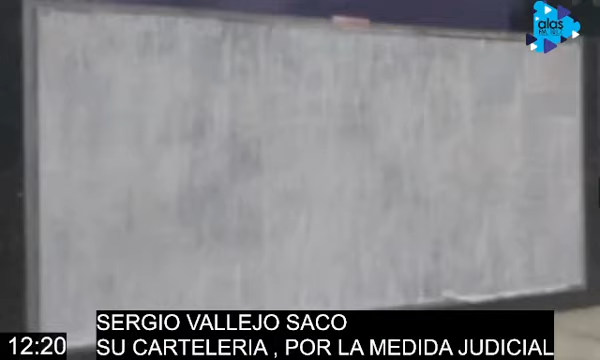 alas
SERGIO VALLEJO SACO
SU CARTELERIA , POR LA MEDIDA JUDICIAL
12:20